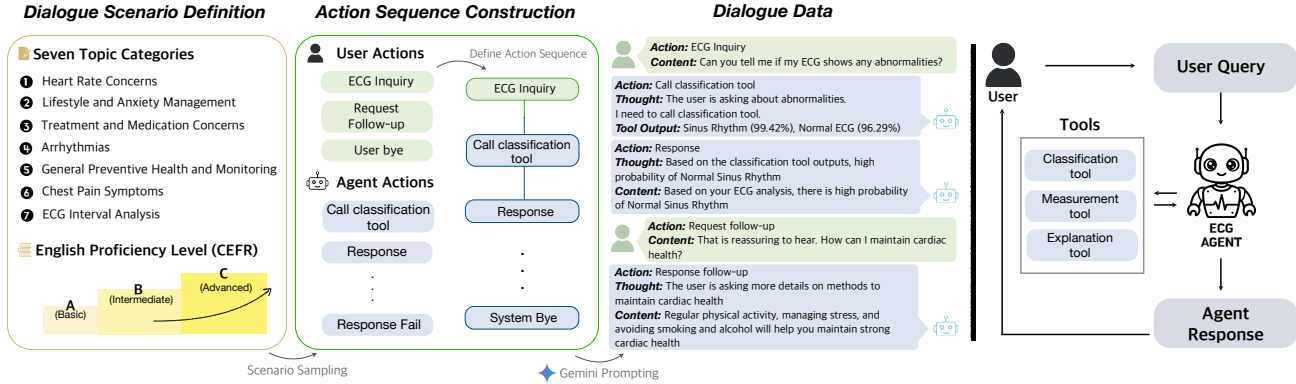 Dialogue Scenario Definition
Seven Topic Categories
1 Heart Rate Concerns
2 Lifestyle and Anxiety Management
3 Treatment and Medication Concerns
4 Arrhythmias
5 General Preventive Health and Monitoring
6 Chest Pain Symptoms
7 ECG Interval Analysis
English Proficiency Level (CEFR)
A
(Basic)
B
(Intermediate)
C
(Advanced)
Scenario Sampling
Action Sequence Construction
User Actions
Define Action Sequence
ECG Inquiry
Request
Follow-up
User bye
Agent Actions
Call classification
tool
Response
.
.
.
Response Fail
ECG Inquiry
Call classification
tool
Response
.
.
.
System Bye
Gemini Prompting
Dialogue Data
Action: ECG Inquiry
Content: Can you tell me if my ECG shows any abnormalities?
Action: Call classification tool
Thought: The user is asking about abnormalities.
I need to call classification tool.
Tool Output: Sinus Rhythm (99.42%), Normal ECG (96.29%)
Action: Response
Thought: Based on the classification tool outputs, high
probability of Normal Sinus Rhythm
Content: Based on your ECG analysis, there is high probability
of Normal Sinus Rhythm
Action: Request follow-up
Content: That is reassuring to hear. How can I maintain cardiac
health?
Action: Response follow-up
Thought: The user is asking more details on methods to
maintain cardiac health
Content: Regular physical activity, managing stress, and
avoiding smoking and alcohol will help you maintain strong
cardiac health
User
User Query
Tools
Classification
tool
Measurement
tool
Explanation
tool
ECG
AGENT
Agent
Response